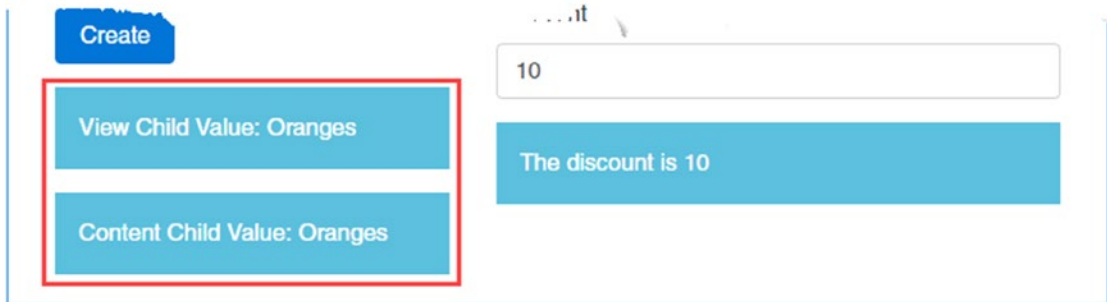 Create
View Child Value: Oranges
Content Child Value: Oranges
10
The discount is 10